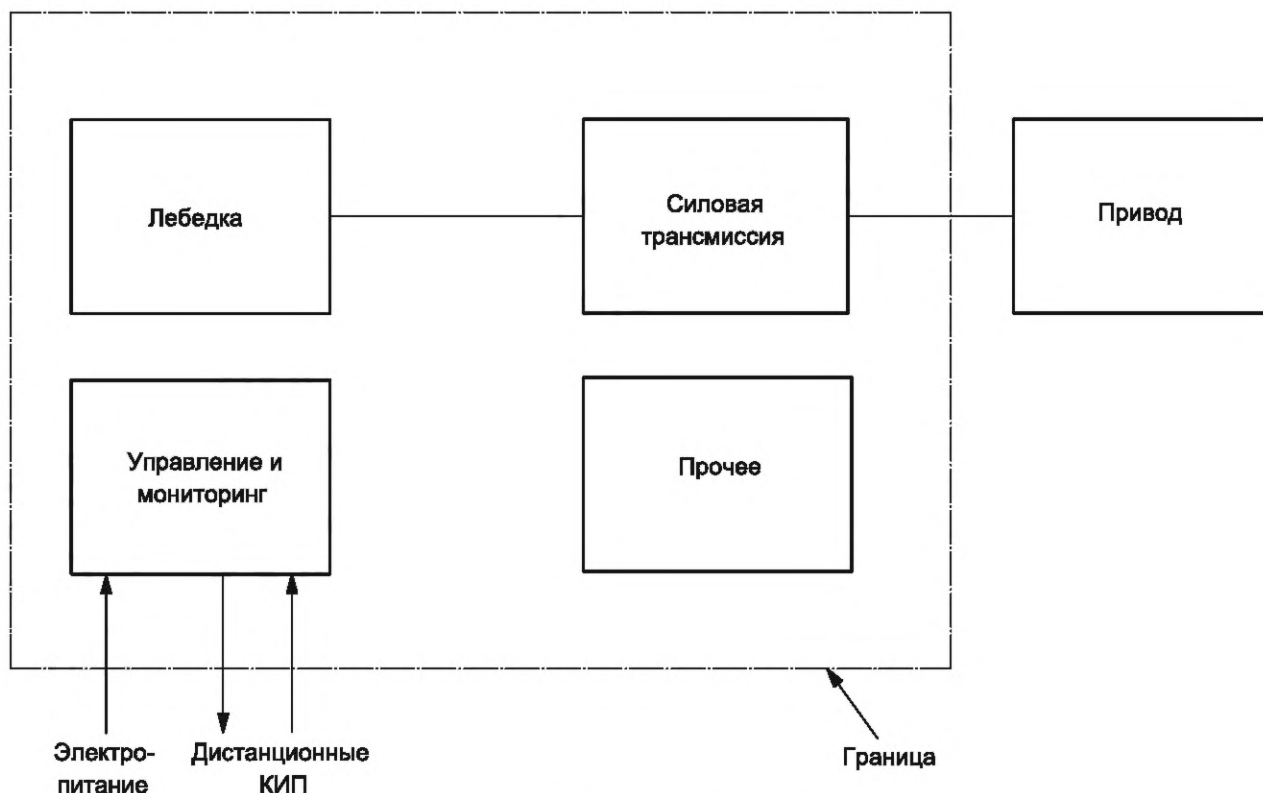 Лебедка
Силовая
трансмиссия
Привод
Управление и
мониторинг
Прочее
Электро-
питание
Дистанционные
КИП
Граница